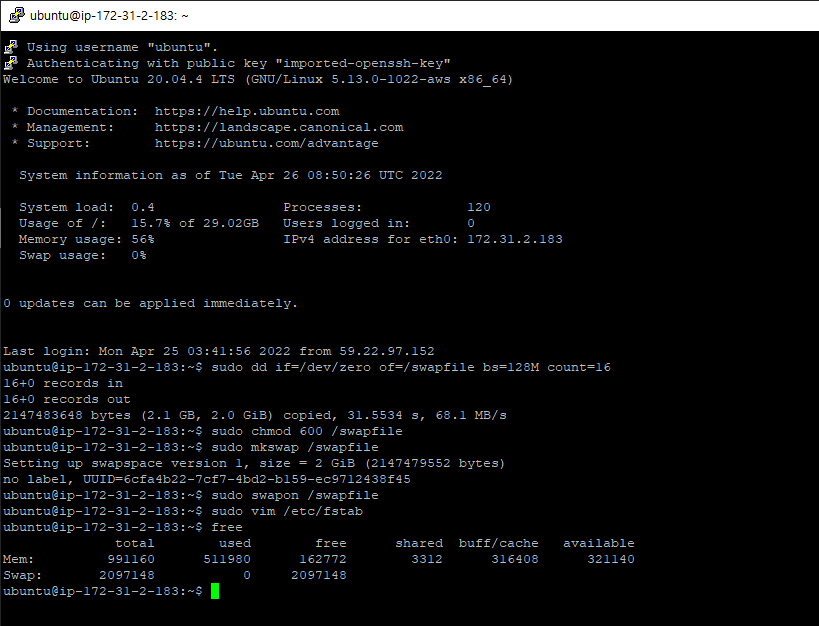 ubuntu@ip-172-31-2-183: ~
Using username "ubuntu".
Authenticating with public key "imported-openssh-key"
Welcome to Ubuntu 20.04.4 LTS (GNU/Linux 5.13.0-1022-aws x86_64)
* Documentation:  https://help.ubuntu.com
* Management:     https://landscape.canonical.com
* Support:        https://ubuntu.com/advantage
System information as of Tue Apr 26 08:50:26 UTC 2022
System load:  0.4                Processes:             120
Usage of /:   15.7% of 29.02GB   Users logged in:       0
Memory usage: 56%                IPv4 address for eth0: 172.31.2.183
Swap usage:   0%
0 updates can be applied immediately.
Last login: Mon Apr 25 03:41:56 2022 from 59.22.97.152
ubuntu@ip-172-31-2-183:~$ sudo dd if=/dev/zero of=/swapfile bs=128M count=16
16+0 records in
16+0 records out
2147483648 bytes (2.1 GB, 2.0 GiB) copied, 31.5534 s, 68.1 MB/s
ubuntu@ip-172-31-2-183:~$ sudo chmod 600 /swapfile
ubuntu@ip-172-31-2-183:~$ sudo mkswap /swapfile
Setting up swapspace version 1, size = 2 GiB (2147479552 bytes)
no label, UUID=6cfa4b22-7cf7-4bd2-b159-ec9712438f45
ubuntu@ip-172-31-2-183:~$ sudo swapon /swapfile
ubuntu@ip-172-31-2-183:~$ sudo vim /etc/fstab
ubuntu@ip-172-31-2-183:~$ free
              total        used        free      shared  buff/cache   available
Mem:         991160      511980      162772        3312      316408      321140
Swap:       2097148           0     2097148
ubuntu@ip-172-31-2-183:~$